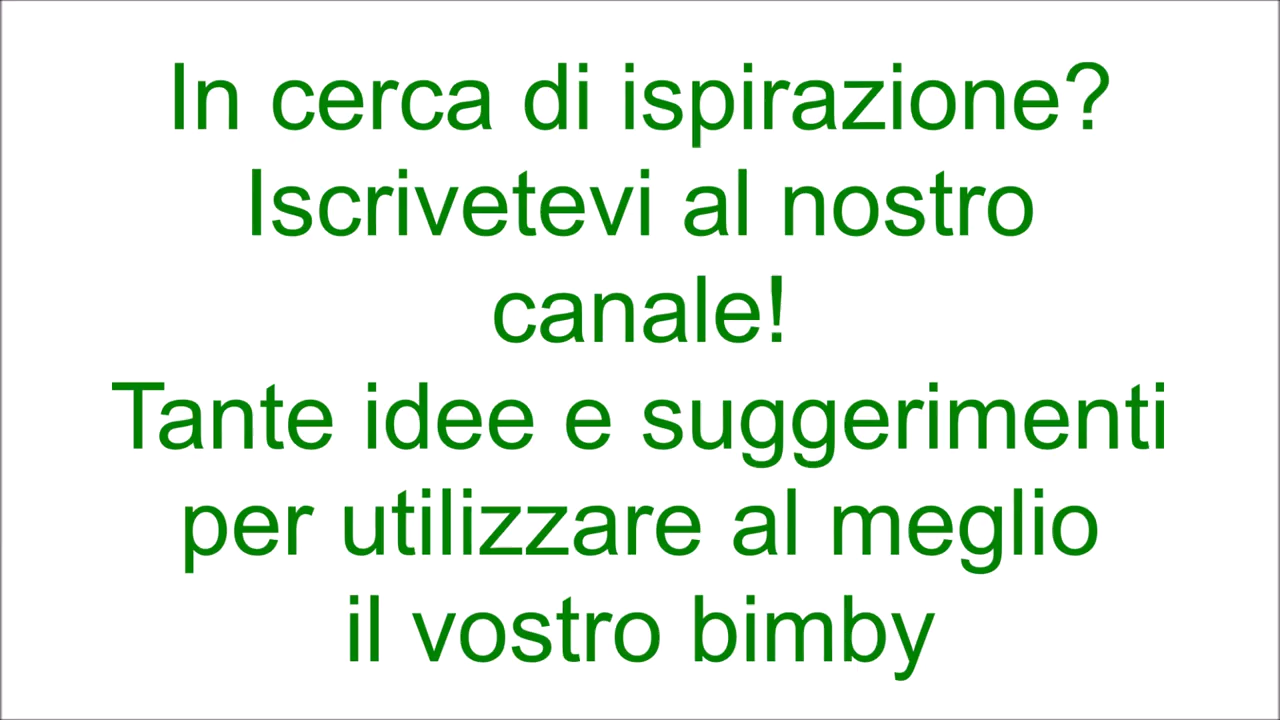 In cerca di ispirazione?
Iscrivetevi al nostro
canale!
Tante idee e suggerimenti
per utilizzare al meglio
il vostro bimby